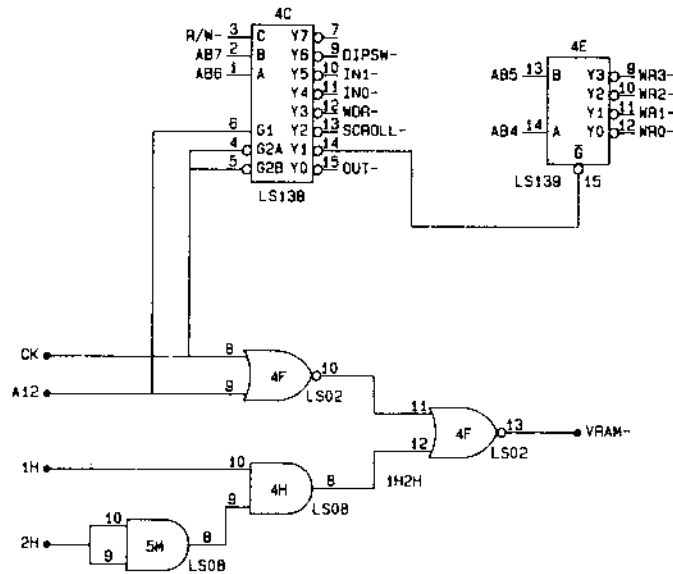 4C
R/W- 3 C Y7 7
AB7 2 B Y6 9 DIPSW-
AB6 1 A Y5 10 IN1-
Y4 11 IN0-
Y3 12 WDR-
6 G1 Y2 13 SCROLL-
4 G2A Y1 14
5 G2B Y0 15 OUT-
LS138
4E
AB5 13 B Y3 9 WR3-
Y2 10 WR2-
Y1 11 WR1-
AB4 14 A Y0 12 WR0-
G
LS139 15
CK 8 4F 10
A12 9 LS02
11 4F 13 VRAM-
12 LS02
1H 10 4H 8 1H2H
9 LS08
2H 10 5M 8
9 LS08